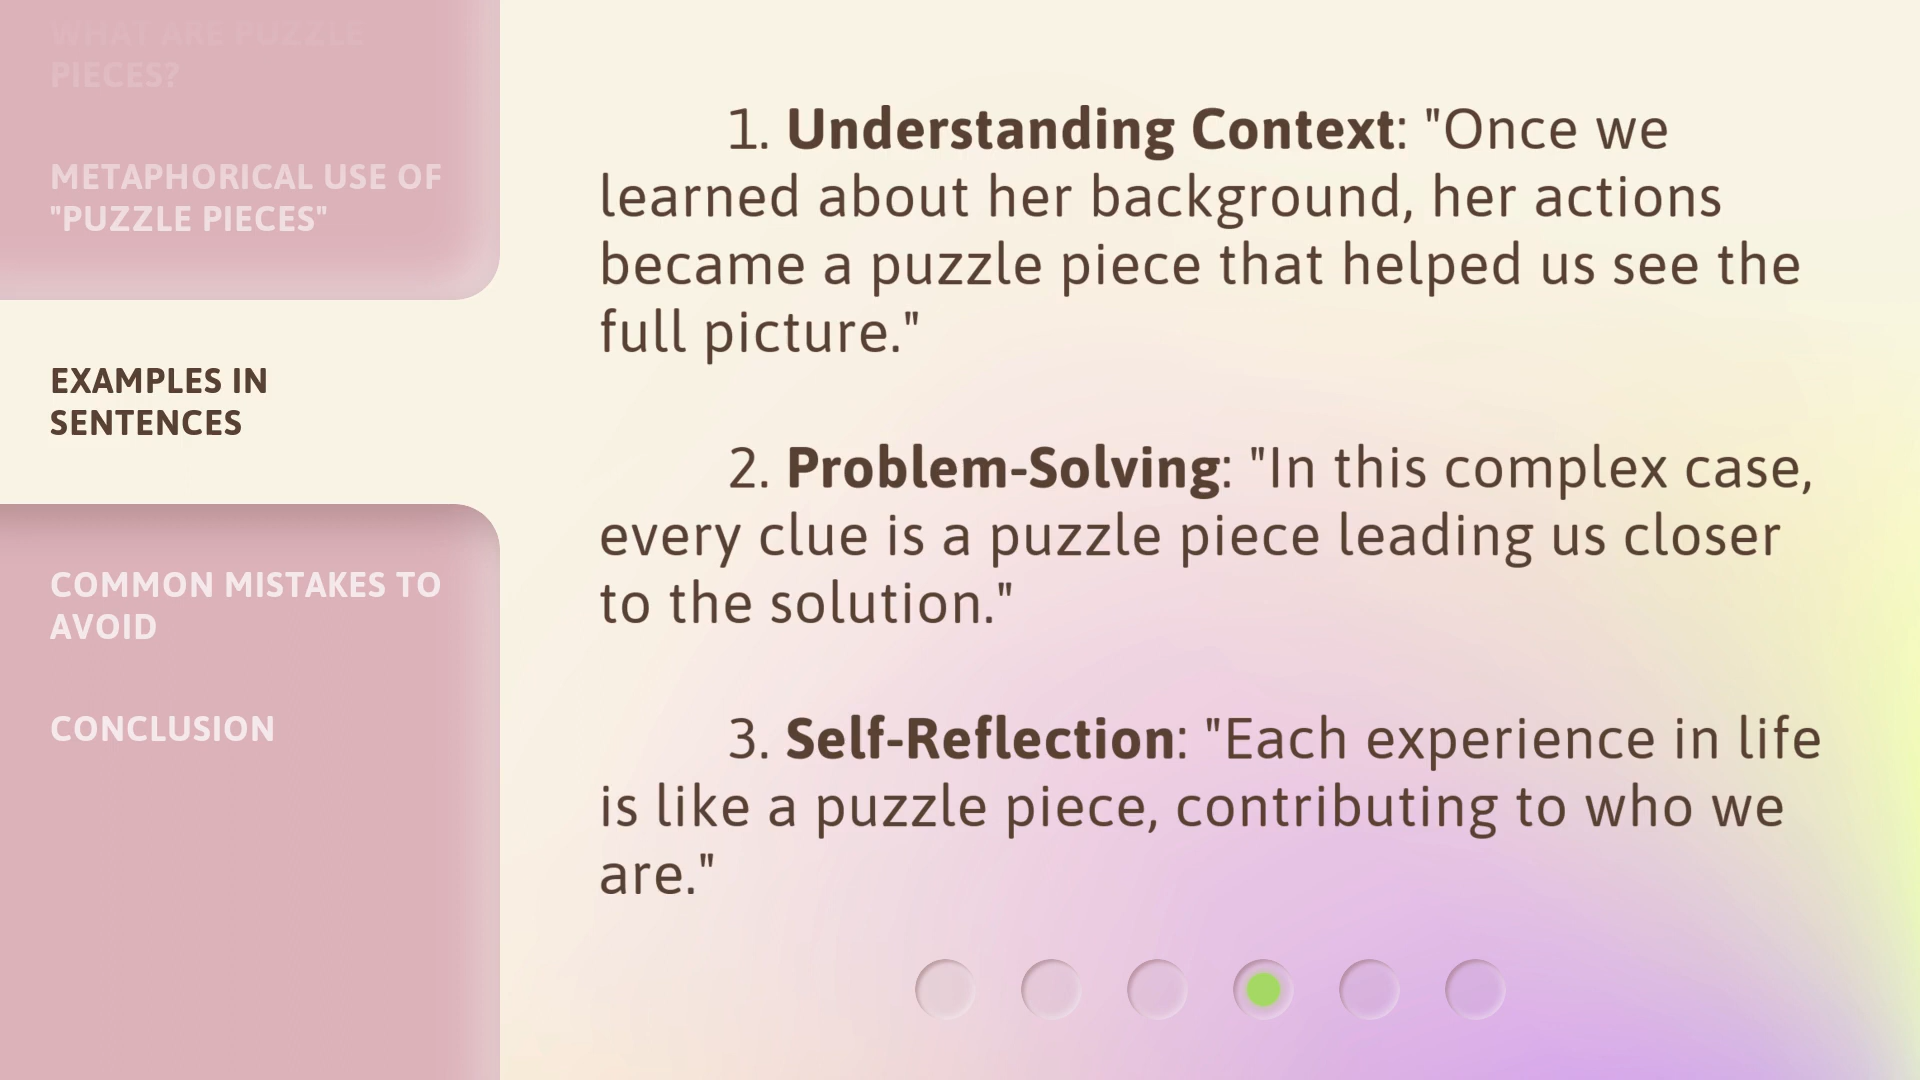 WHAT ARE PUZZLE
PIECES?
METAPHORICAL USE OF
"PUZZLE PIECES"
EXAMPLES IN
SENTENCES
COMMON MISTAKES TO
AVOID
CONCLUSION
1. Understanding Context: "Once we
learned about her background, her actions
became a puzzle piece that helped us see the
full picture."
2. Problem-Solving: "In this complex case,
every clue is a puzzle piece leading us closer
to the solution."
3. Self-Reflection: "Each experience in life
is like a puzzle piece, contributing to who we
are."